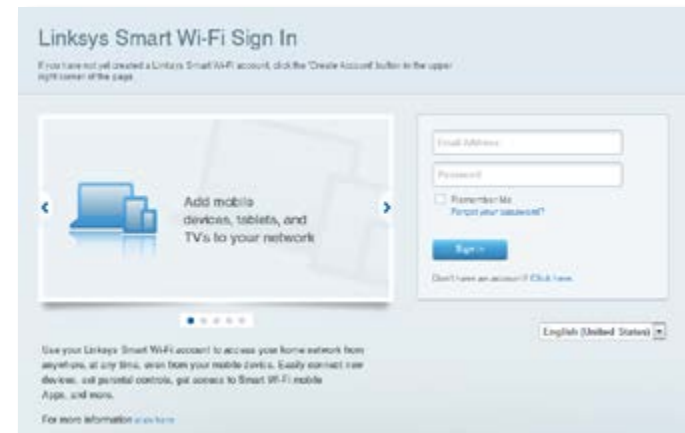 Linksys Smart Wi-Fi Sign In
If you have not yet created a Linksys Smart Wi-Fi account, click the 'Create Account' button in the upper
right corner of the page.
Add mobile
devices, tablets, and
TV's to your network
Email Address
Password
Remember Me
Forgot your password?
Sign In
Don't have an account? Click here
English (United States)
Use your Linksys Smart Wi-Fi account to access your home network from
anywhere, at any time, even from your mobile device. Easily connect new
devices, set parental controls, get access to Smart Wi-Fi mobile
Apps, and more.
For more information click here